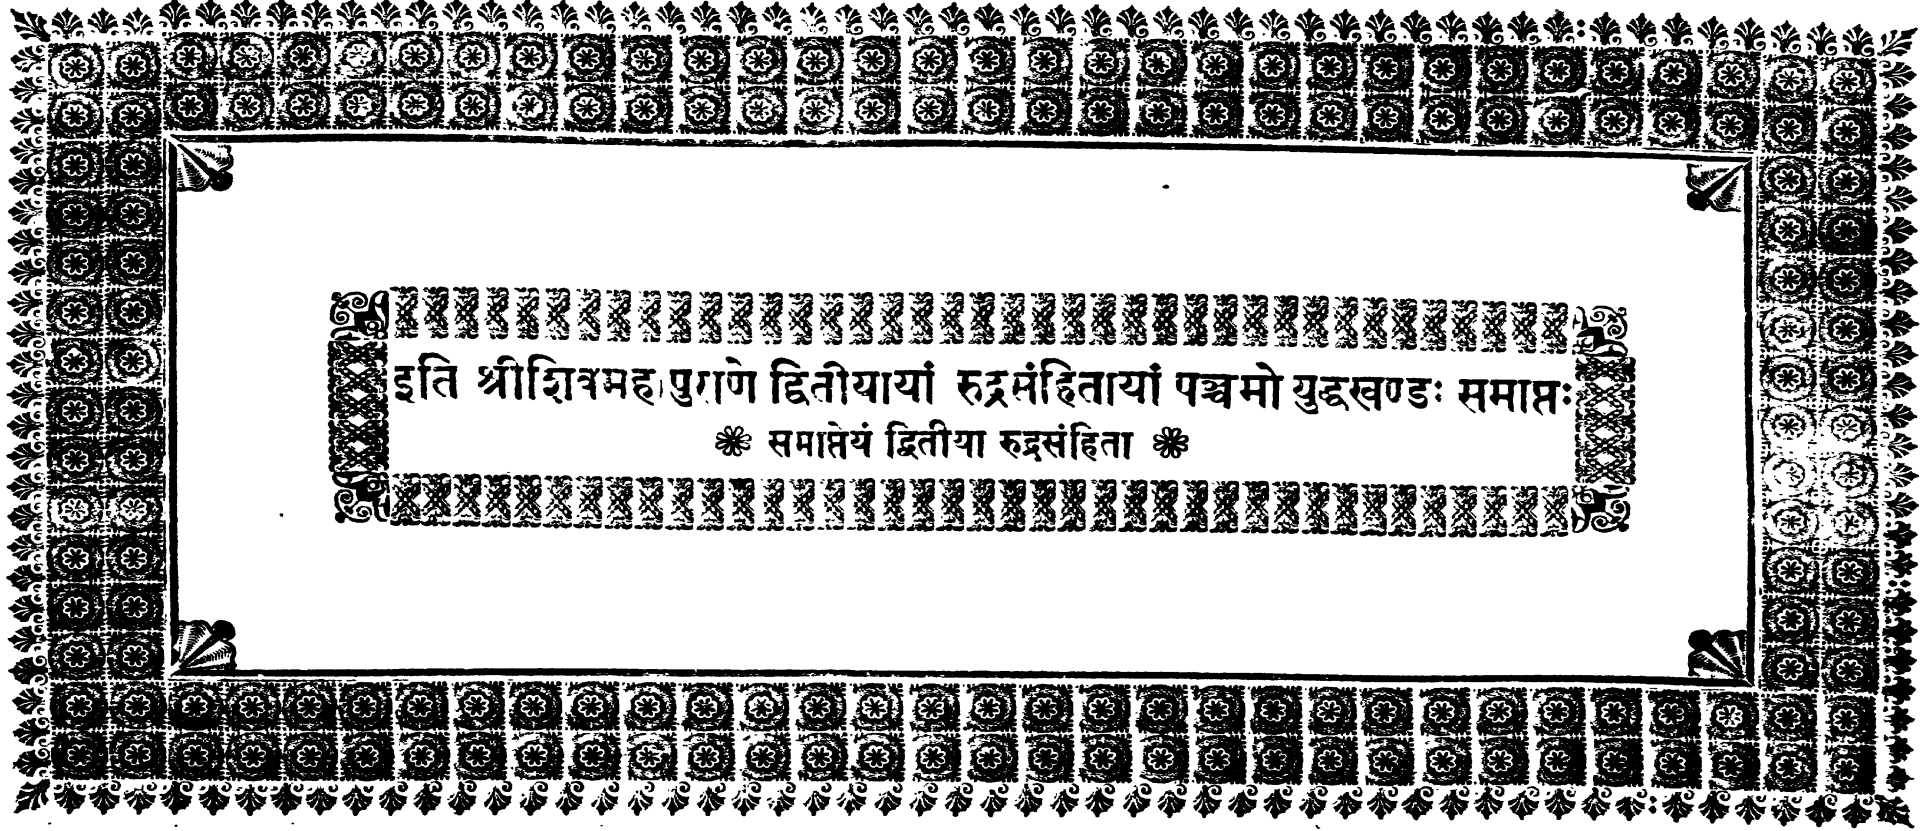 इति श्रीशिवमहापुराणे द्वितीयायां रुद्रसंहितायां पञ्चमो युद्धखण्डः समाप्तः
समाप्तेयं द्वितीया रुद्रसंहिता